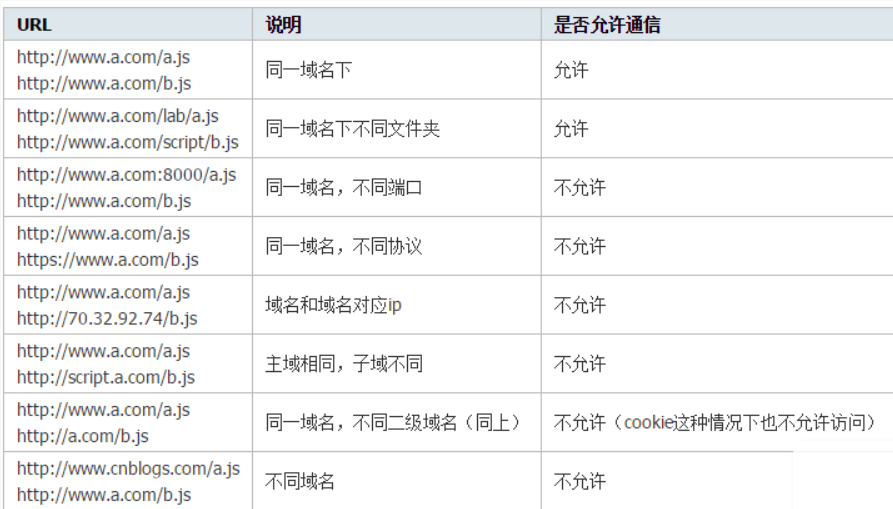 URL 说明 是否允许通信
http://www.a.com/a.js
http://www.a.com/b.js
同一域名下
允许
http://www.a.com/lab/a.js
http://www.a.com/script/b.js
同一域名下不同文件夹
允许
http://www.a.com:8000/a.js
http://www.a.com/b.js
同一域名，不同端口
不允许
http://www.a.com/a.js
https://www.a.com/b.js
同一域名，不同协议
不允许
http://www.a.com/a.js
http://70.32.92.74/b.js
域名和域名对应ip
不允许
http://www.a.com/a.js
http://script.a.com/b.js
主域相同，子域不同
不允许
http://www.a.com/a.js
http://a.com/b.js
同一域名，不同二级域名（同上）
不允许（cookie这种情况下也不允许访问）
http://www.cnblogs.com/a.js
http://www.a.com/b.js
不同域名
不允许